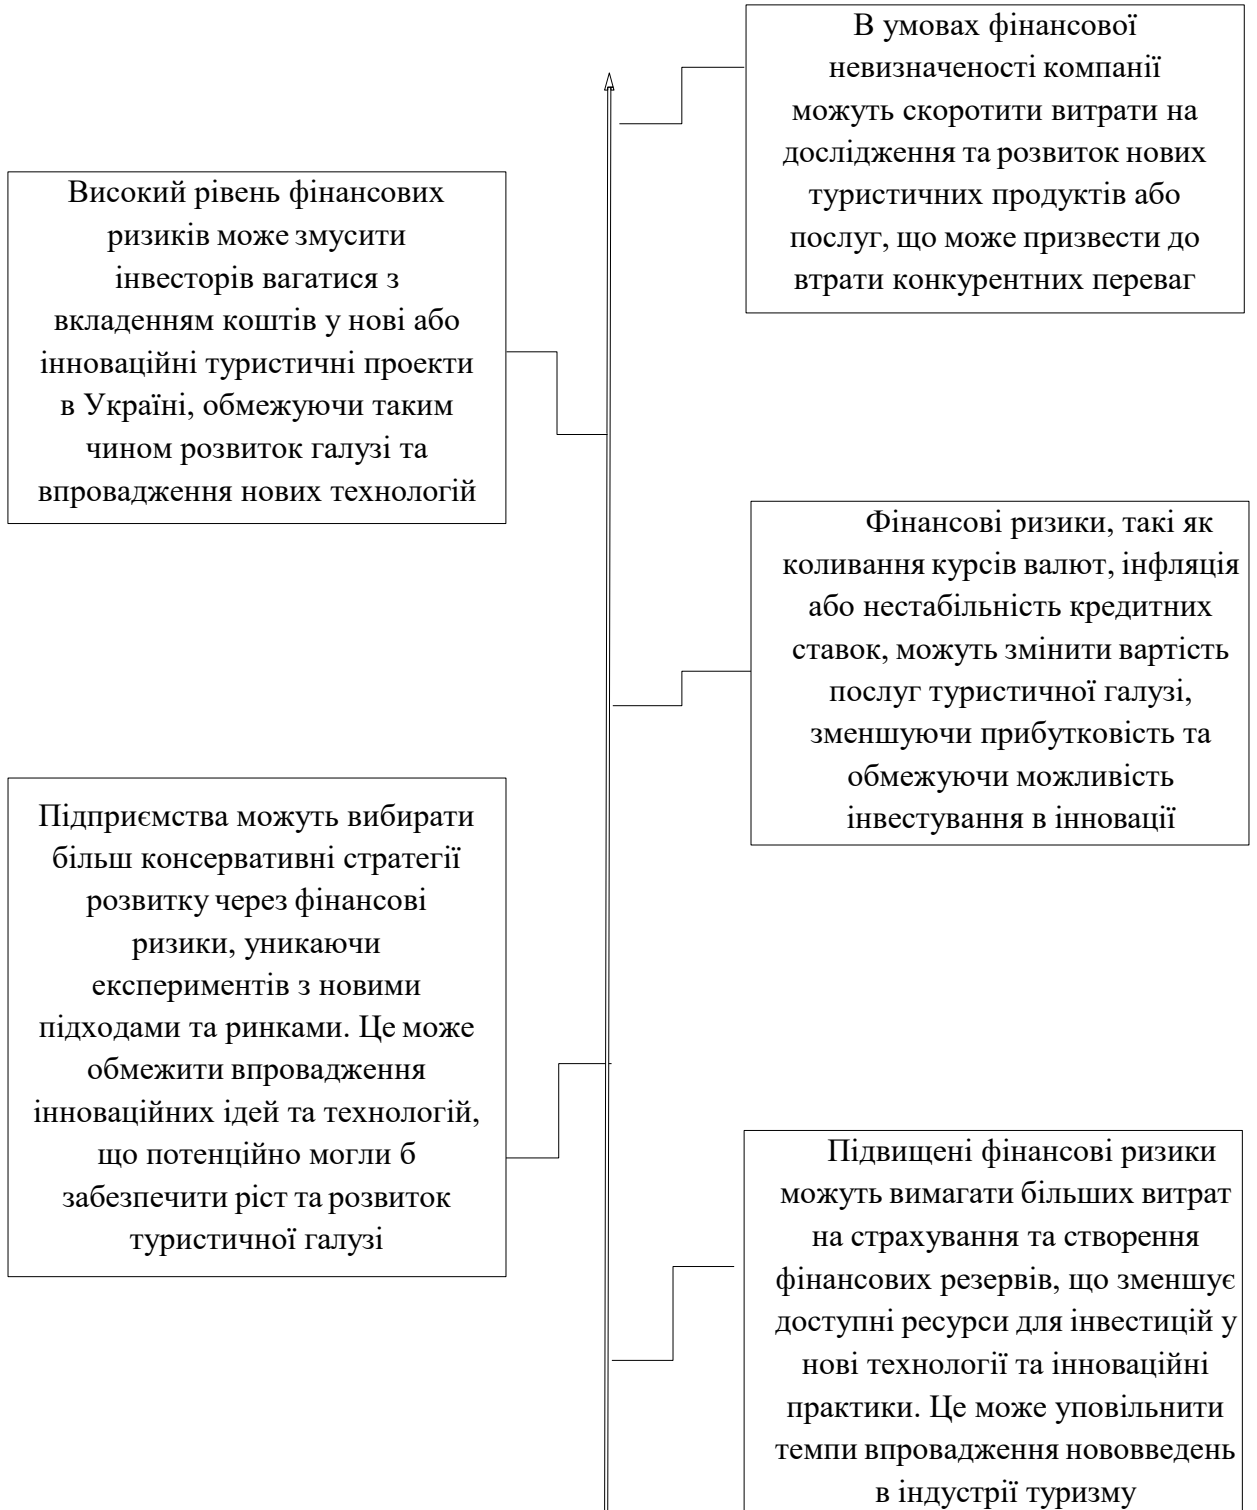 В умовах фінансової
невизначеності компанії
можуть скоротити витрати на
дослідження та розвиток нових
туристичних продуктів або
послуг, що може призвести до
втрати конкурентних переваг
Високий рівень фінансових
ризиків може змусити
інвесторів вагатися з
вкладенням коштів у нові або
інноваційні туристичні проекти
в Україні, обмежуючи таким
чином розвиток галузі та
впровадження нових технологій
Фінансові ризики, такі як
коливання курсів валют, інфляція
або нестабільність кредитних
ставок, можуть змінити вартість
послуг туристичної галузі,
зменшуючи прибутковість та
обмежуючи можливість
інвестування в інновації
Підприємства можуть вибирати
більш консервативні стратегії
розвитку через фінансові
ризики, уникаючи
експериментів з новими
підходами та ринками. Це може
обмежити впровадження
інноваційних ідей та технологій,
що потенційно могли б
забезпечити ріст та розвиток
туристичної галузі
Підвищені фінансові ризики
можуть вимагати більших витрат
на страхування та створення
фінансових резервів, що зменшує
доступні ресурси для інвестицій у
нові технології та інноваційні
практики. Це може уповільнити
темпи впровадження нововведень
в індустрії туризму